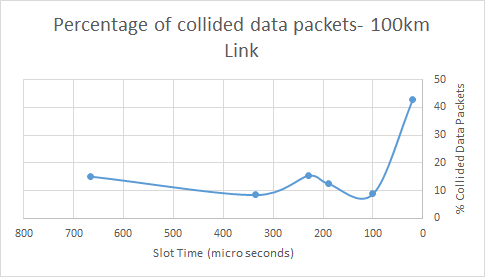 Percentage of collided data packets- 100km
Link
50
40
30
20
10
0
% Collided Data Packets
800 700 600 500 400 300 200 100 0
Slot Time (micro seconds)